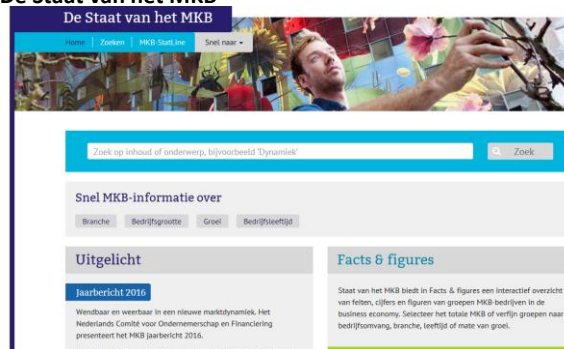 De Staat van het MKB
De Staat van het MKB
Home
Zoeken
MKB-StatLine
Snel naar
Zoek op inhoud of onderwerp, bijvoorbeeld 'Dynamiek'
Zoek
Snel MKB-informatie over
Branche
Bedrijfsgrootte
Groei
Bedrijfsleeftijd
Uitgelicht
Jaarbericht 2016
Wendbaar en weerbaar in een nieuwe marktdynamiek. Het
Nederlands Comité voor Ondernemerschap en Financiering
presenteert het MKB jaarbericht 2016.
Facts & figures
Staat van het MKB biedt in Facts & figures een interactief overzicht
van feiten, cijfers en figuren van groepen MKB-bedrijven in de
business economy. Selecteer het totale MKB of verfijn groepen naar
bedrijfsomvang, branche, leeftijd of mate van groei.